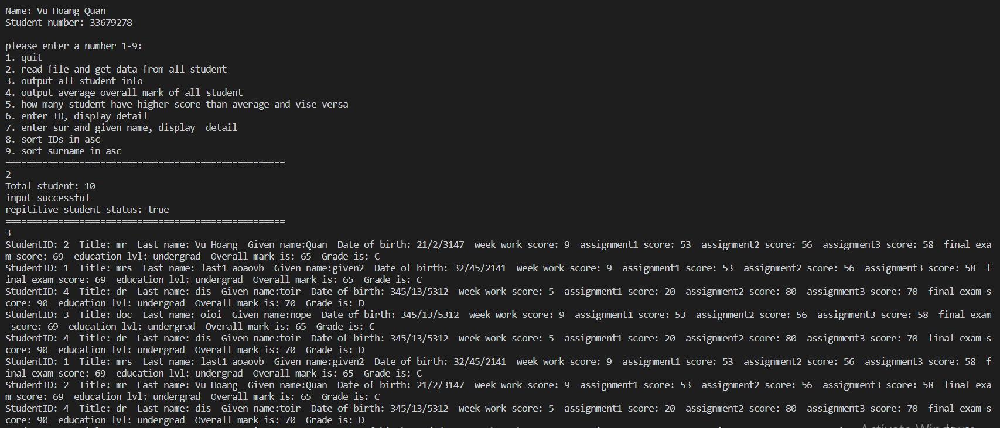 Name: Vu Hoang Quan
Student number: 33679278
please enter a number 1-9:
1. quit
2. read file and get data from all student
3. output all student info
4. output average overall mark of all student
5. how many student have higher score than average and vise versa
6. enter ID, display detail
7. enter sur and given name, display  detail
8. sort IDs in asc
9. sort surname in asc
=====================================================
2
Total student: 10
input successful
repititive student status: true
=====================================================
3
StudentID: 2  Title: mr  Last name: Vu Hoang  Given name:Quan  Date of birth: 21/2/3147  week work score: 9  assignment1 score: 53  assignment2 score: 56  assignment3 score: 58  final exa
m score: 69  education lvl: undergrad  Overall mark is: 65  Grade is: C
StudentID: 1  Title: mrs  Last name: last1 aoaovb  Given name:given2  Date of birth: 32/45/2141  week work score: 9  assignment1 score: 53  assignment2 score: 56  assignment3 score: 58  f
inal exam score: 69  education lvl: undergrad  Overall mark is: 65  Grade is: C
StudentID: 4  Title: dr  Last name: dis  Given name:toir  Date of birth: 345/13/5312  week work score: 5  assignment1 score: 20  assignment2 score: 80  assignment3 score: 70  final exam s
core: 90  education lvl: undergrad  Overall mark is: 70  Grade is: D
StudentID: 3  Title: doc  Last name: oioi  Given name:nope  Date of birth: 345/13/5312  week work score: 9  assignment1 score: 53  assignment2 score: 56  assignment3 score: 58  final exam
 score: 69  education lvl: undergrad  Overall mark is: 65  Grade is: C
StudentID: 4  Title: dr  Last name: dis  Given name:toir  Date of birth: 345/13/5312  week work score: 5  assignment1 score: 20  assignment2 score: 80  assignment3 score: 70  final exam s
core: 90  education lvl: undergrad  Overall mark is: 70  Grade is: D
StudentID: 1  Title: mrs  Last name: last1 aoaovb  Given name:given2  Date of birth: 32/45/2141  week work score: 9  assignment1 score: 53  assignment2 score: 56  assignment3 score: 58  f
inal exam score: 69  education lvl: undergrad  Overall mark is: 65  Grade is: C
StudentID: 2  Title: mr  Last name: Vu Hoang  Given name:Quan  Date of birth: 21/2/3147  week work score: 9  assignment1 score: 53  assignment2 score: 56  assignment3 score: 58  final exa
m score: 69  education lvl: undergrad  Overall mark is: 65  Grade is: C
StudentID: 4  Title: dr  Last name: dis  Given name:toir  Date of birth: 345/13/5312  week work score: 5  assignment1 score: 20  assignment2 score: 80  assignment3 score: 70  final exam s
core: 90  education lvl: undergrad  Overall mark is: 70  Grade is: D